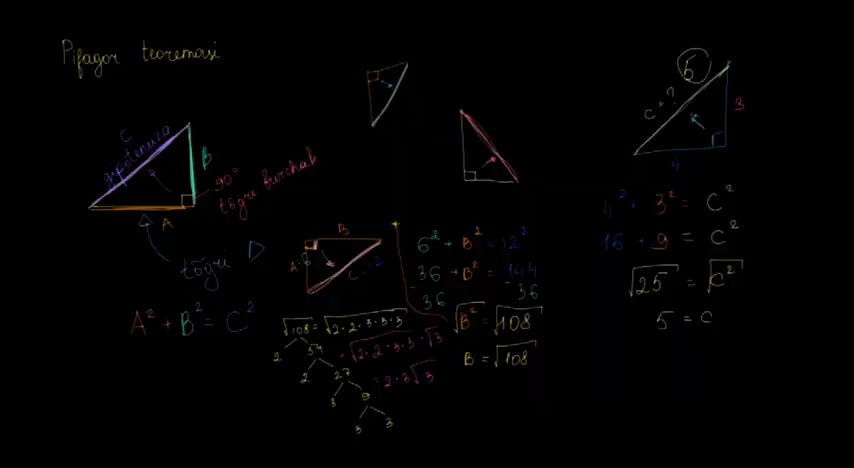 Pifagor teoremasi
C
gipotenuza
B
90°
to̅g̅ri burchak
A
to̅g̅ri
A² + B² = C²
B
A=6
C=12
6² + B² = 12²
36 + B² = 144
-36 -36
√B² = √108
B = √108
√108 = √2·2·3·3·3
2 54
= √2·2·3·3·√3
2 27
= 2·3√3
3 9
3 3
5
C=?
3
4
4² + 3² = C²
16 + 9 = C²
√25 = √C²
5 = C